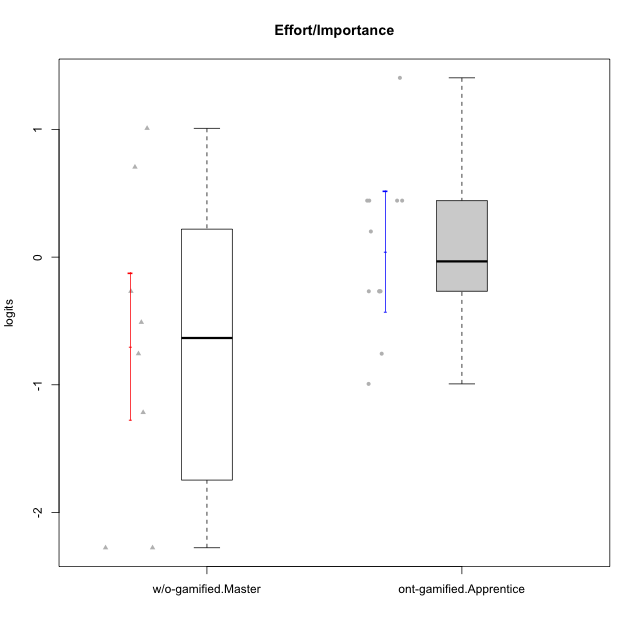 Effort/Importance
logits
1
0
-1
-2
w/o-gamified.Master
ont-gamified.Apprentice